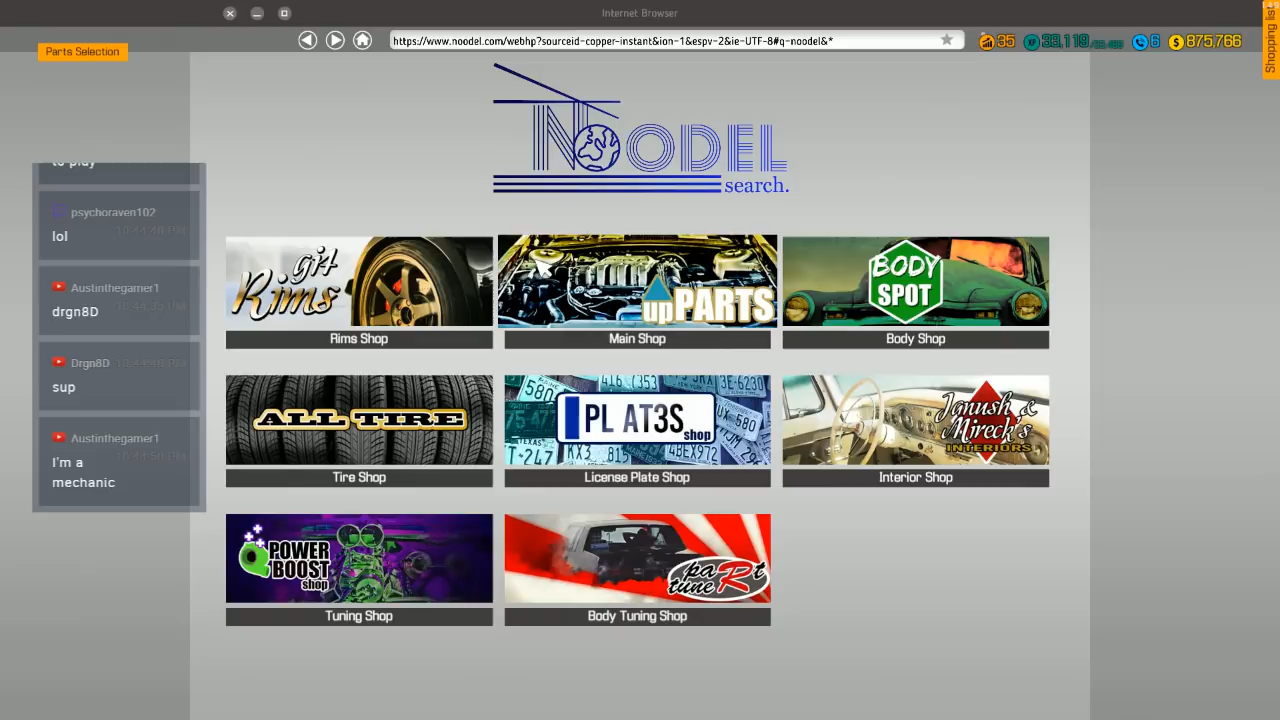 Internet Browser
https://www.noodel.com/webhp?sourceid-copper-instant&ion-1&espv-2&ie-UTF-8#q-noodel&*
35
6
$ 875,766
Shopping list
Parts Selection
NOODEL
search.
to play
psychoraven102
lol
Austinthegamer1
drgn8D
Drgn8D
sup
Austinthegamer1
I'm a
mechanic
git
Rims
Rims Shop
upPARTS
Main Shop
BODY
SPOT
Body Shop
ALL TIRE
Tire Shop
PL AT3S
shop
License Plate Shop
Janush &
Mireck's
INTERIORS
Interior Shop
POWER
BOOST
shop
Tuning Shop
kaRt
thne
Body Tuning Shop